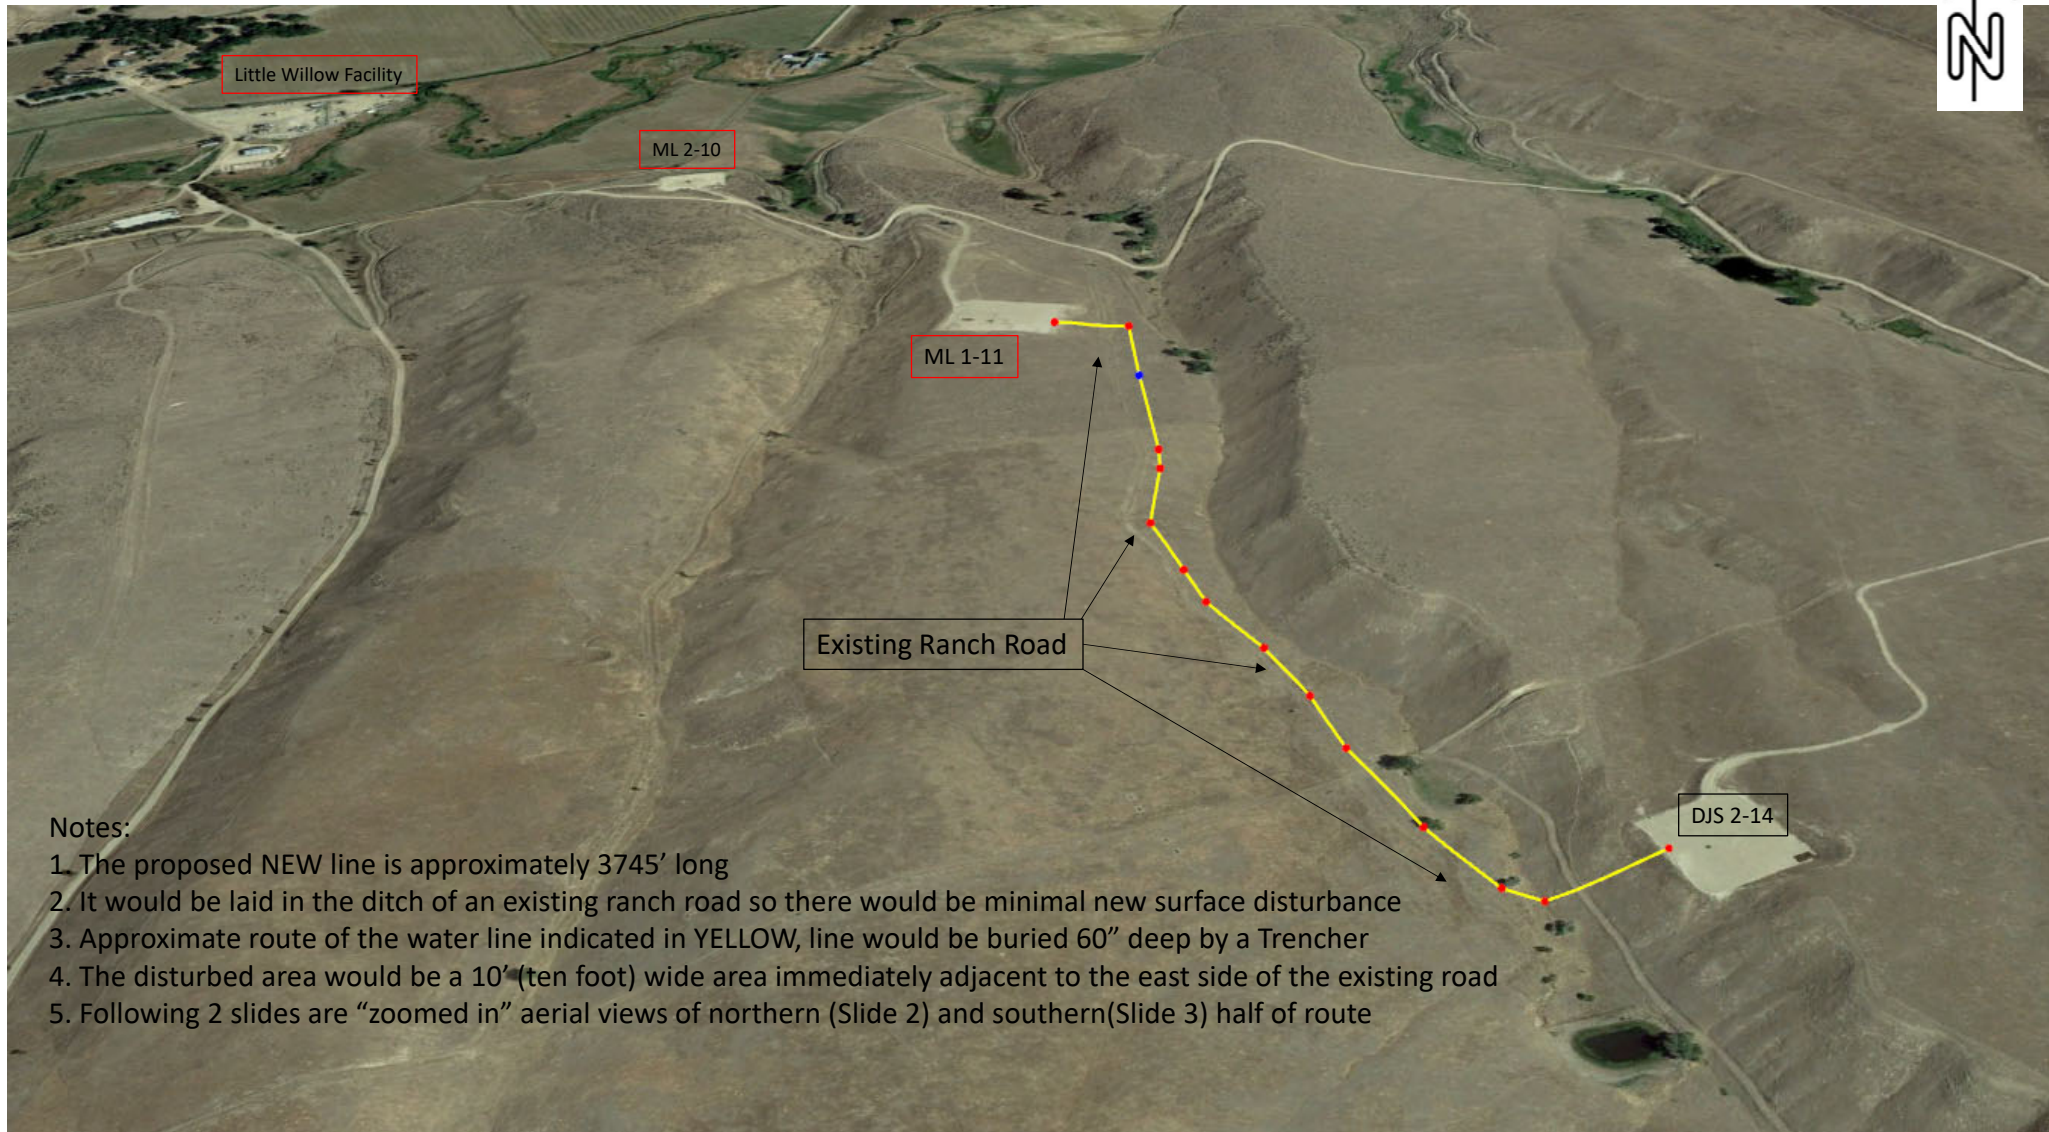 N
Little Willow Facility
ML 2-10
ML 1-11
Existing Ranch Road
DJS 2-14
Notes:
1. The proposed NEW line is approximately 3745’ long
2. It would be laid in the ditch of an existing ranch road so there would be minimal new surface disturbance
3. Approximate route of the water line indicated in YELLOW, line would be buried 60” deep by a Trencher
4. The disturbed area would be a 10’ (ten foot) wide area immediately adjacent to the east side of the existing road
5. Following 2 slides are “zoomed in” aerial views of northern (Slide 2) and southern(Slide 3) half of route